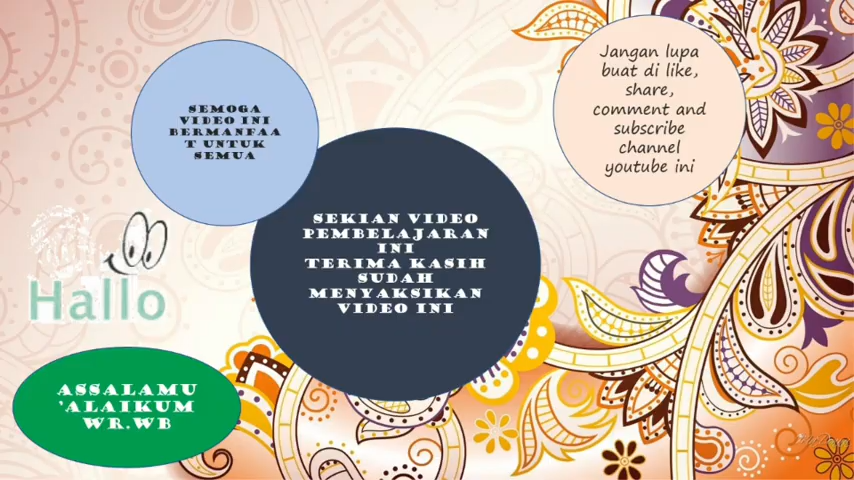 SEMOGA
VIDEO INI
BERMANFAA
T UNTUK
SEMUA
Jangan lupa
buat di like,
share,
comment and
subscribe
channel
youtube ini
SEKIAN VIDEO
PEMBELAJARAN
INI
TERIMA KASIH
SUDAH
MENYAKSIKAN
VIDEO INI
Hallo
ASSALAMU
'ALAIKUM
WR.WB